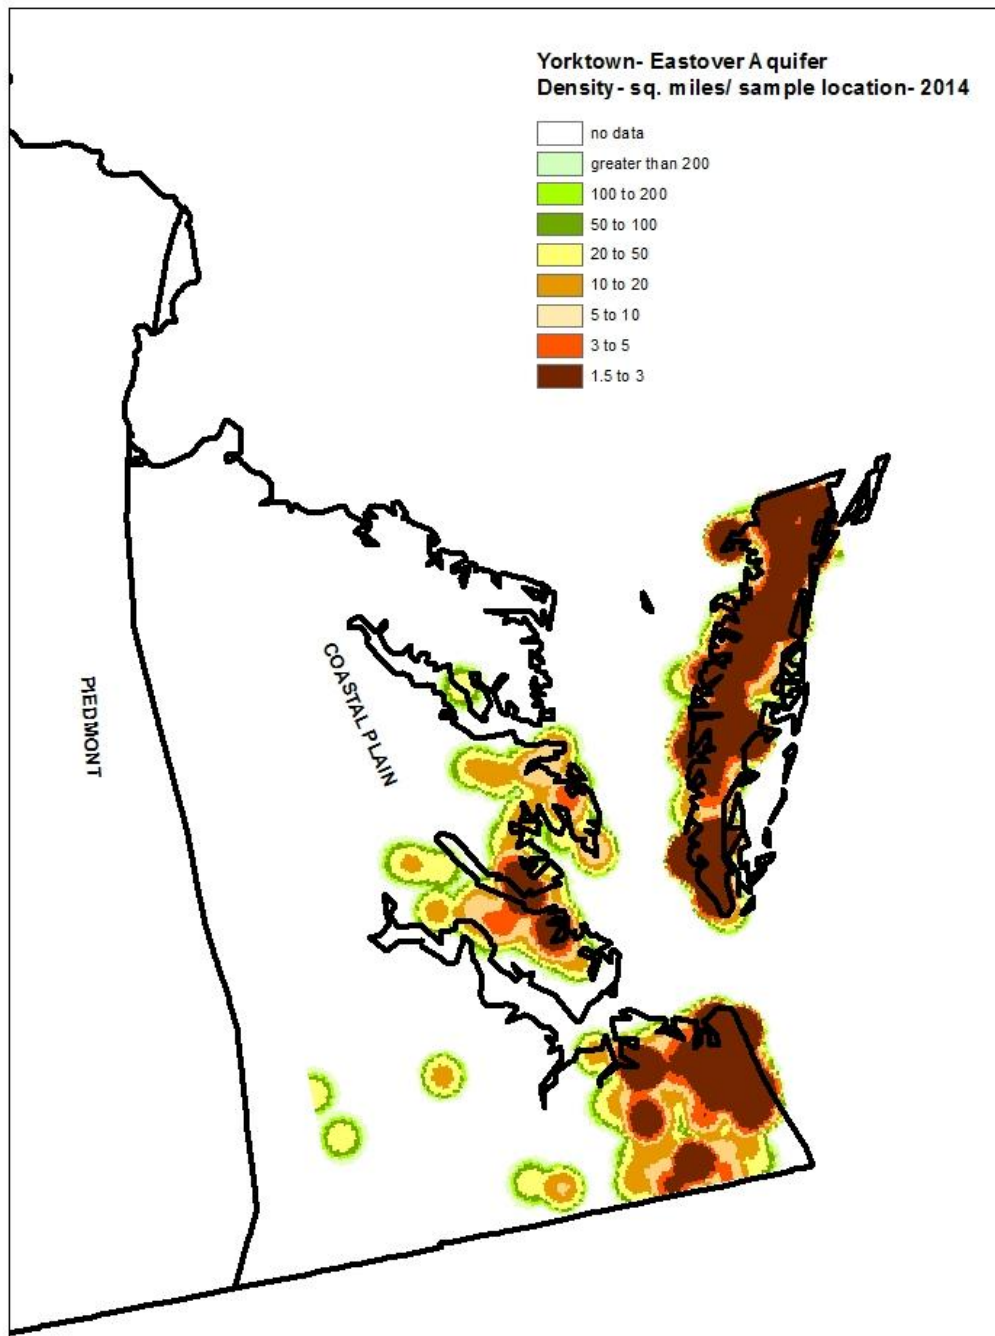 Yorktown- Eastover Aquifer
Density- sq. miles/ sample location- 2014
no data
greater than 200
100 to 200
50 to 100
20 to 50
10 to 20
5 to 10
3 to 5
1.5 to 3
PIEDMONT
COASTAL PLAIN